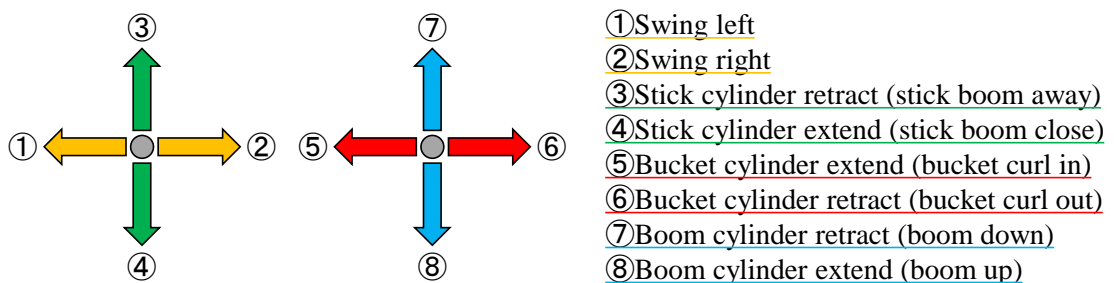 ③ ⑦
① ② ⑤ ⑥
④ ⑧
①Swing left
②Swing right
③Stick cylinder retract (stick boom away)
④Stick cylinder extend (stick boom close)
⑤Bucket cylinder extend (bucket curl in)
⑥Bucket cylinder retract (bucket curl out)
⑦Boom cylinder retract (boom down)
⑧Boom cylinder extend (boom up)